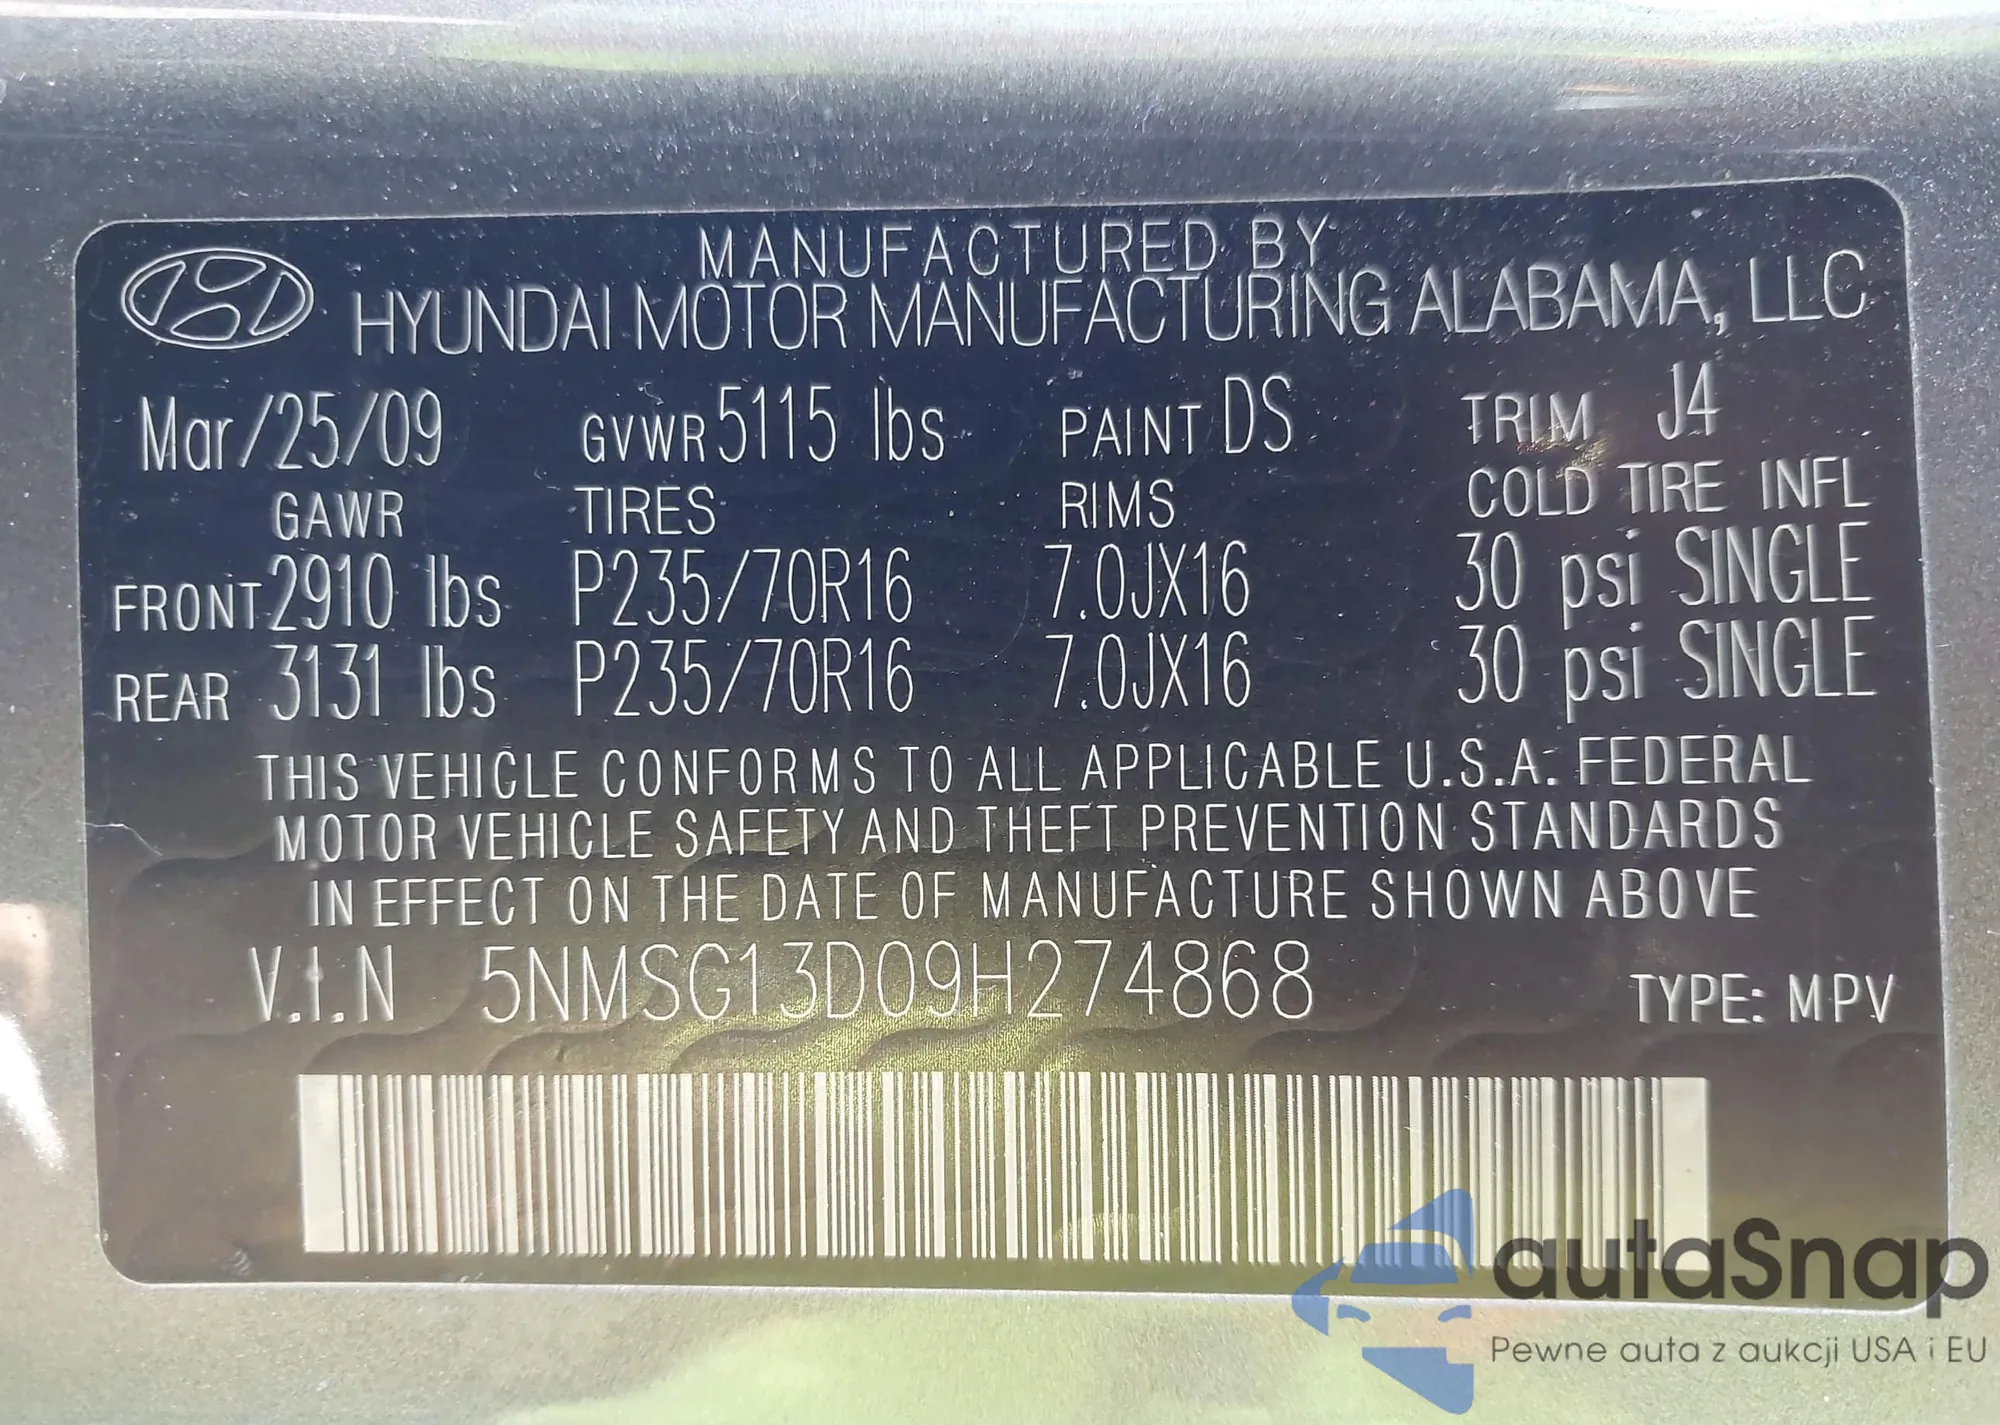 MANUFACTURED BY
HYUNDAI MOTOR MANUFACTURING ALABAMA, LLC
Mar/25/09 GVWR 5115 lbs PAINT DS TRIM J4
GAWR TIRES RIMS COLD TIRE INFL
FRONT 2910 lbs P235/70R16 7.0JX16 30 psi SINGLE
REAR 3131 lbs P235/70R16 7.0JX16 30 psi SINGLE
THIS VEHICLE CONFORMS TO ALL APPLICABLE U.S.A. FEDERAL
MOTOR VEHICLE SAFETY AND THEFT PREVENTION STANDARDS
IN EFFECT ON THE DATE OF MANUFACTURE SHOWN ABOVE
V.I.N 5NMSG13D09H274868 TYPE: MPV
autaSnap
Pewne auta z aukcji USA i EU